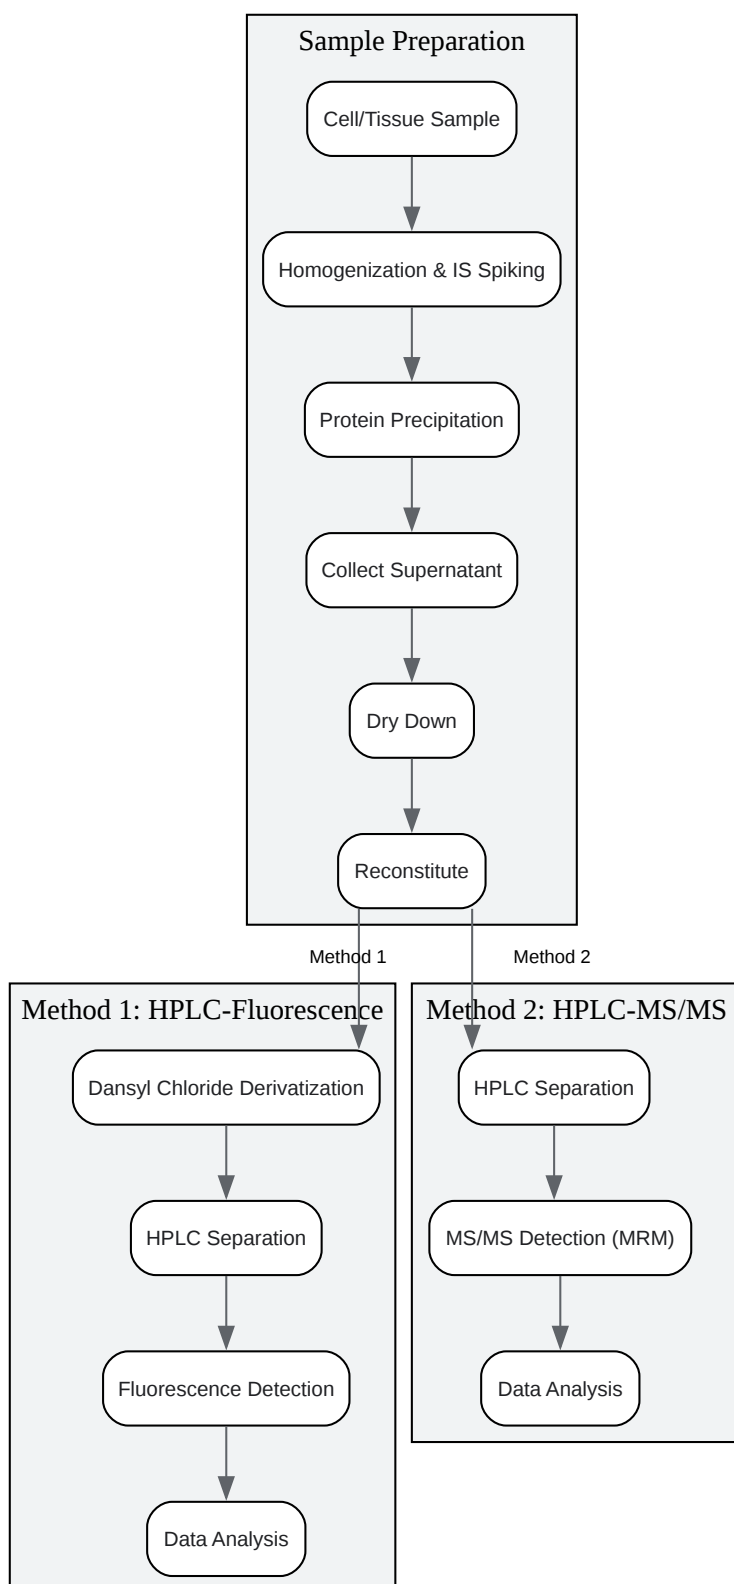 Sample Preparation
Cell/Tissue Sample
Homogenization & IS Spiking
Protein Precipitation
Collect Supernatant
Dry Down
Reconstitute
Method 1
Method 2
Method 1: HPLC-Fluorescence
Dansyl Chloride Derivatization
HPLC Separation
Fluorescence Detection
Data Analysis
Method 2: HPLC-MS/MS
HPLC Separation
MS/MS Detection (MRM)
Data Analysis